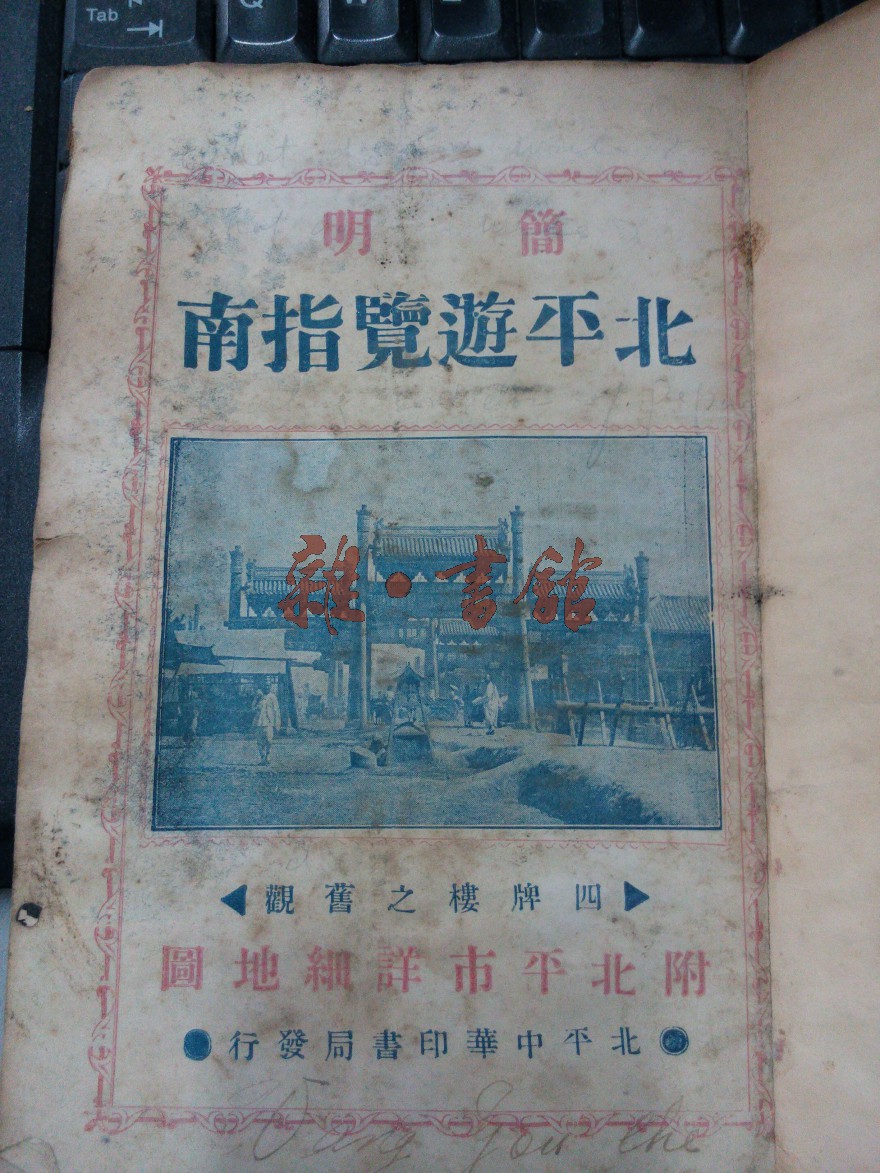 Tab
Q
W
簡明
北平遊覽指南
雜·書館
四牌樓之舊觀
附北平市詳細地圖
北平中華印書局發行